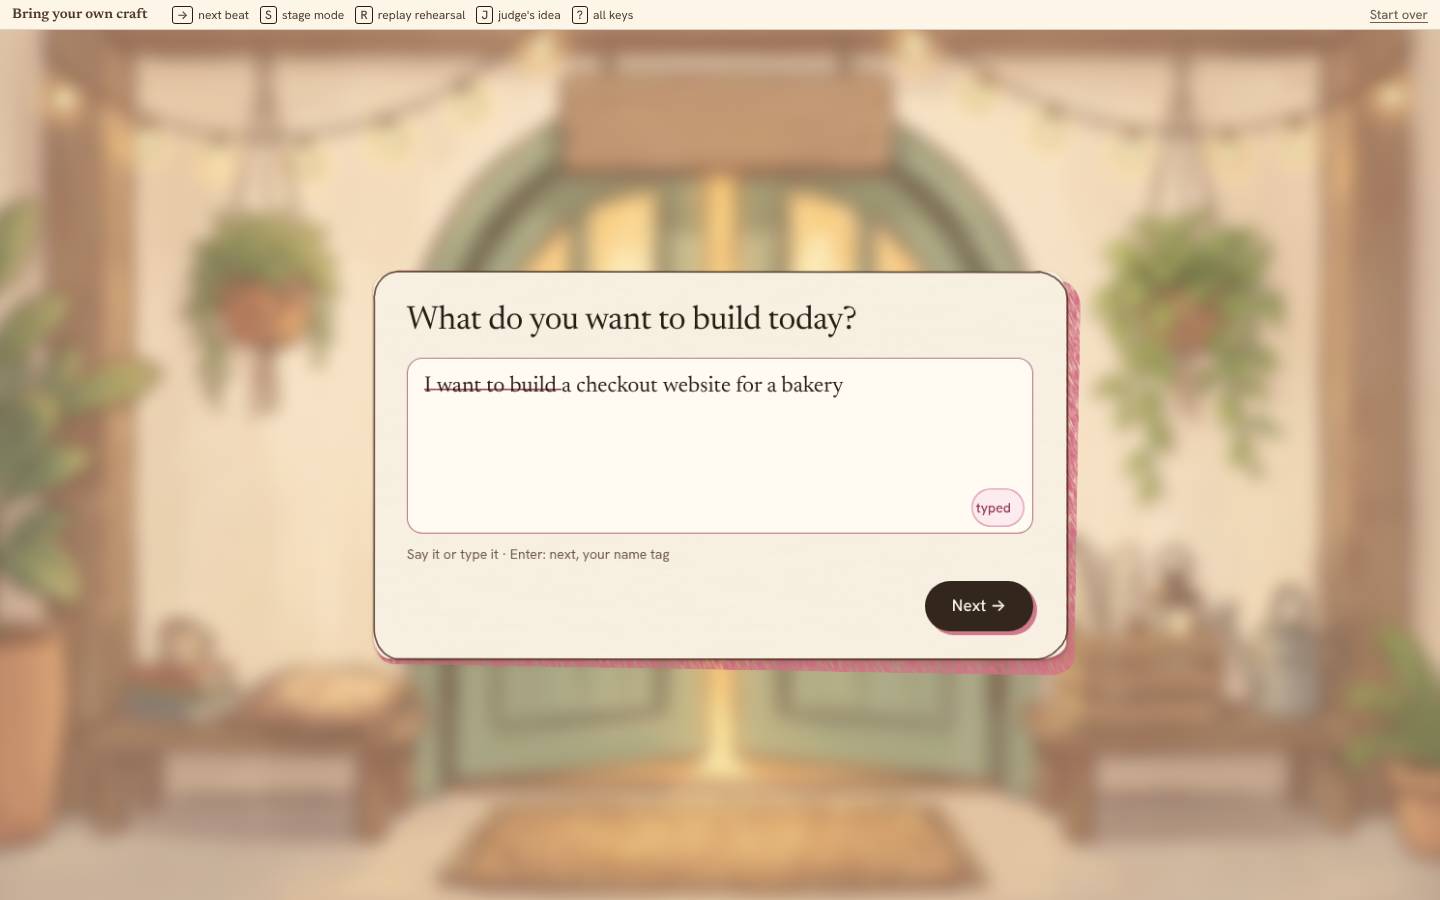 Bring your own craft → next beat S stage mode R replay rehearsal J judge's idea ? all keys Start over
What do you want to build today?
I want to build a checkout website for a bakery
typed
Say it or type it · Enter: next, your name tag
Next →